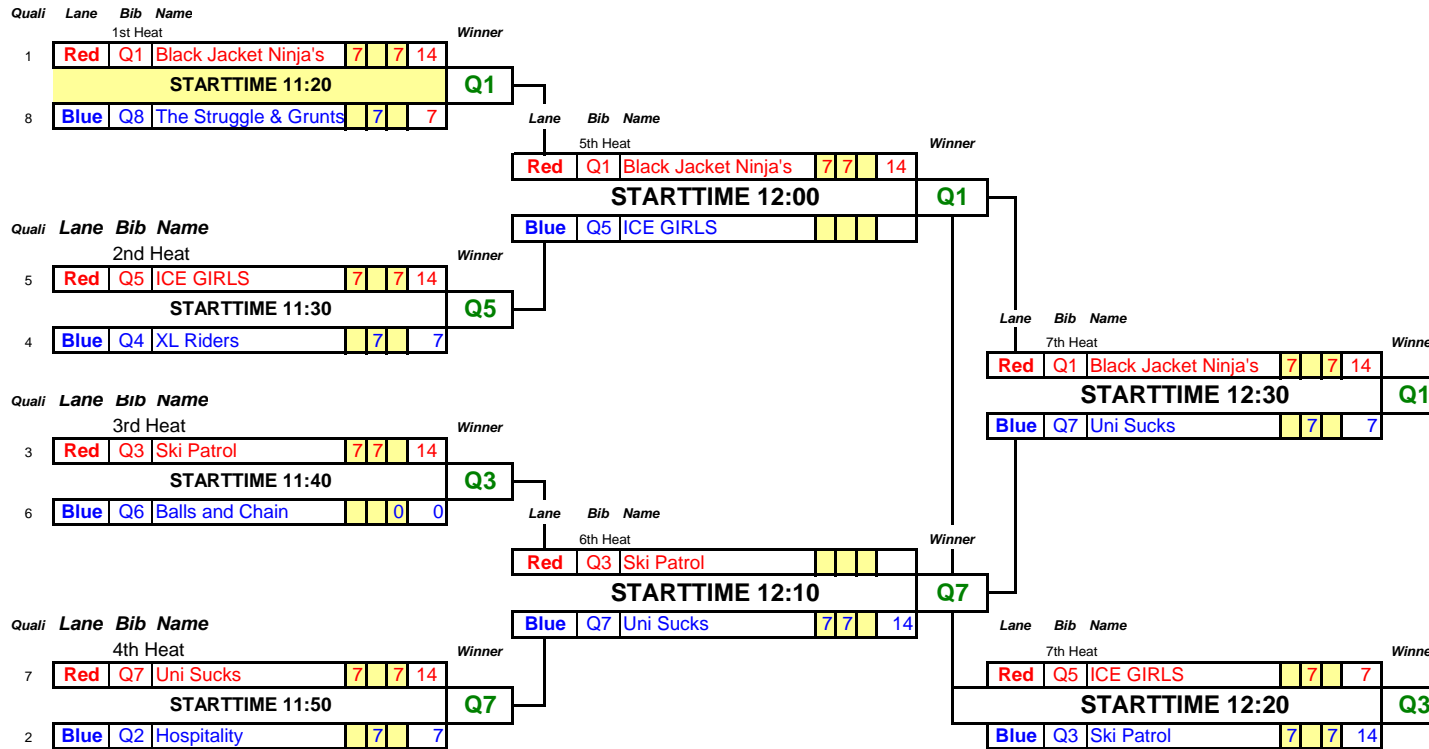 Quali Lane Bib Name
1st Heat Winner
1 Red Q1 Black Jacket Ninja's 7 7 14
STARTTIME 11:20 Q1
8 Blue Q8 The Struggle & Grunts 7 7
Lane Bib Name
5th Heat Winner
Red Q1 Black Jacket Ninja's 7 7 14
STARTTIME 12:00 Q1
Blue Q5 ICE GIRLS
Quali Lane Bib Name
2nd Heat Winner
5 Red Q5 ICE GIRLS 7 7 14
STARTTIME 11:30 Q5
4 Blue Q4 XL Riders 7 7
Lane Bib Name
7th Heat Winne
Red Q1 Black Jacket Ninja's 7 7 14
STARTTIME 12:30 Q1
Blue Q7 Uni Sucks 7 7
Quali Lane Bib Name
3rd Heat Winner
3 Red Q3 Ski Patrol 7 7 14
STARTTIME 11:40 Q3
6 Blue Q6 Balls and Chain 0 0
Lane Bib Name
6th Heat Winner
Red Q3 Ski Patrol
STARTTIME 12:10 Q7
Blue Q7 Uni Sucks 7 7 14
Quali Lane Bib Name
4th Heat Winner
7 Red Q7 Uni Sucks 7 7 14
STARTTIME 11:50 Q7
2 Blue Q2 Hospitality 7 7
Lane Bib Name
7th Heat Winne
Red Q5 ICE GIRLS 7 7
STARTTIME 12:20 Q3
Blue Q3 Ski Patrol 7 7 14